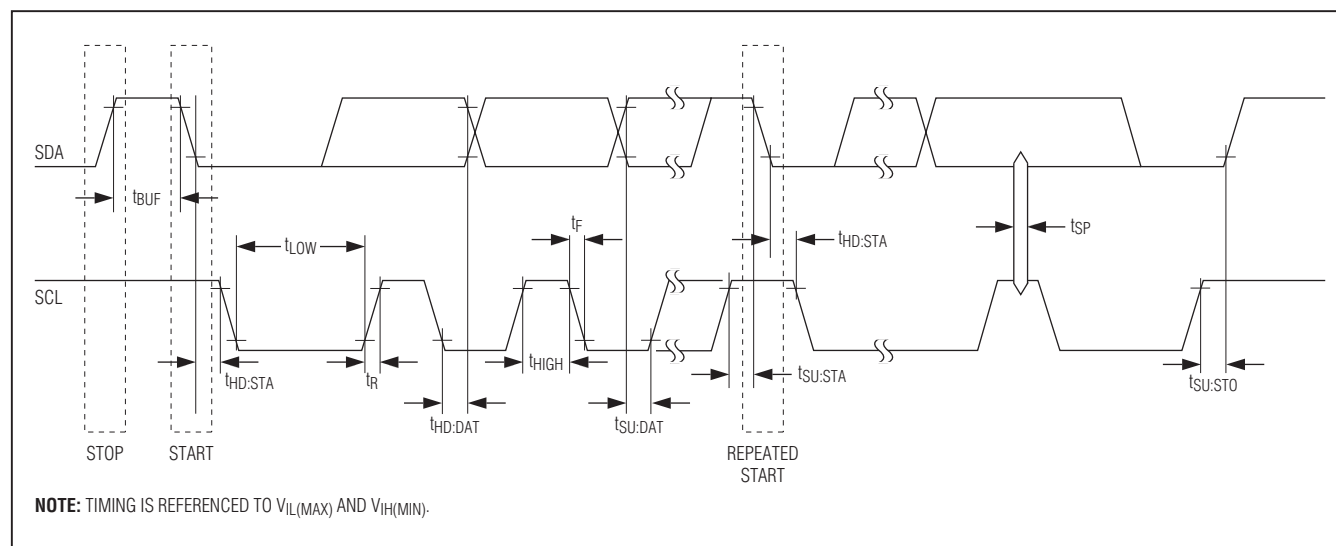 SDA
tBUF
tF
tLOW
tHD:STA
tSP
SCL
tHD:STA
tR
tHIGH
tSU:STA
tSU:STO
tHD:DAT
tSU:DAT
STOP
START
REPEATED
START
NOTE: TIMING IS REFERENCED TO VIL(MAX) AND VIH(MIN).